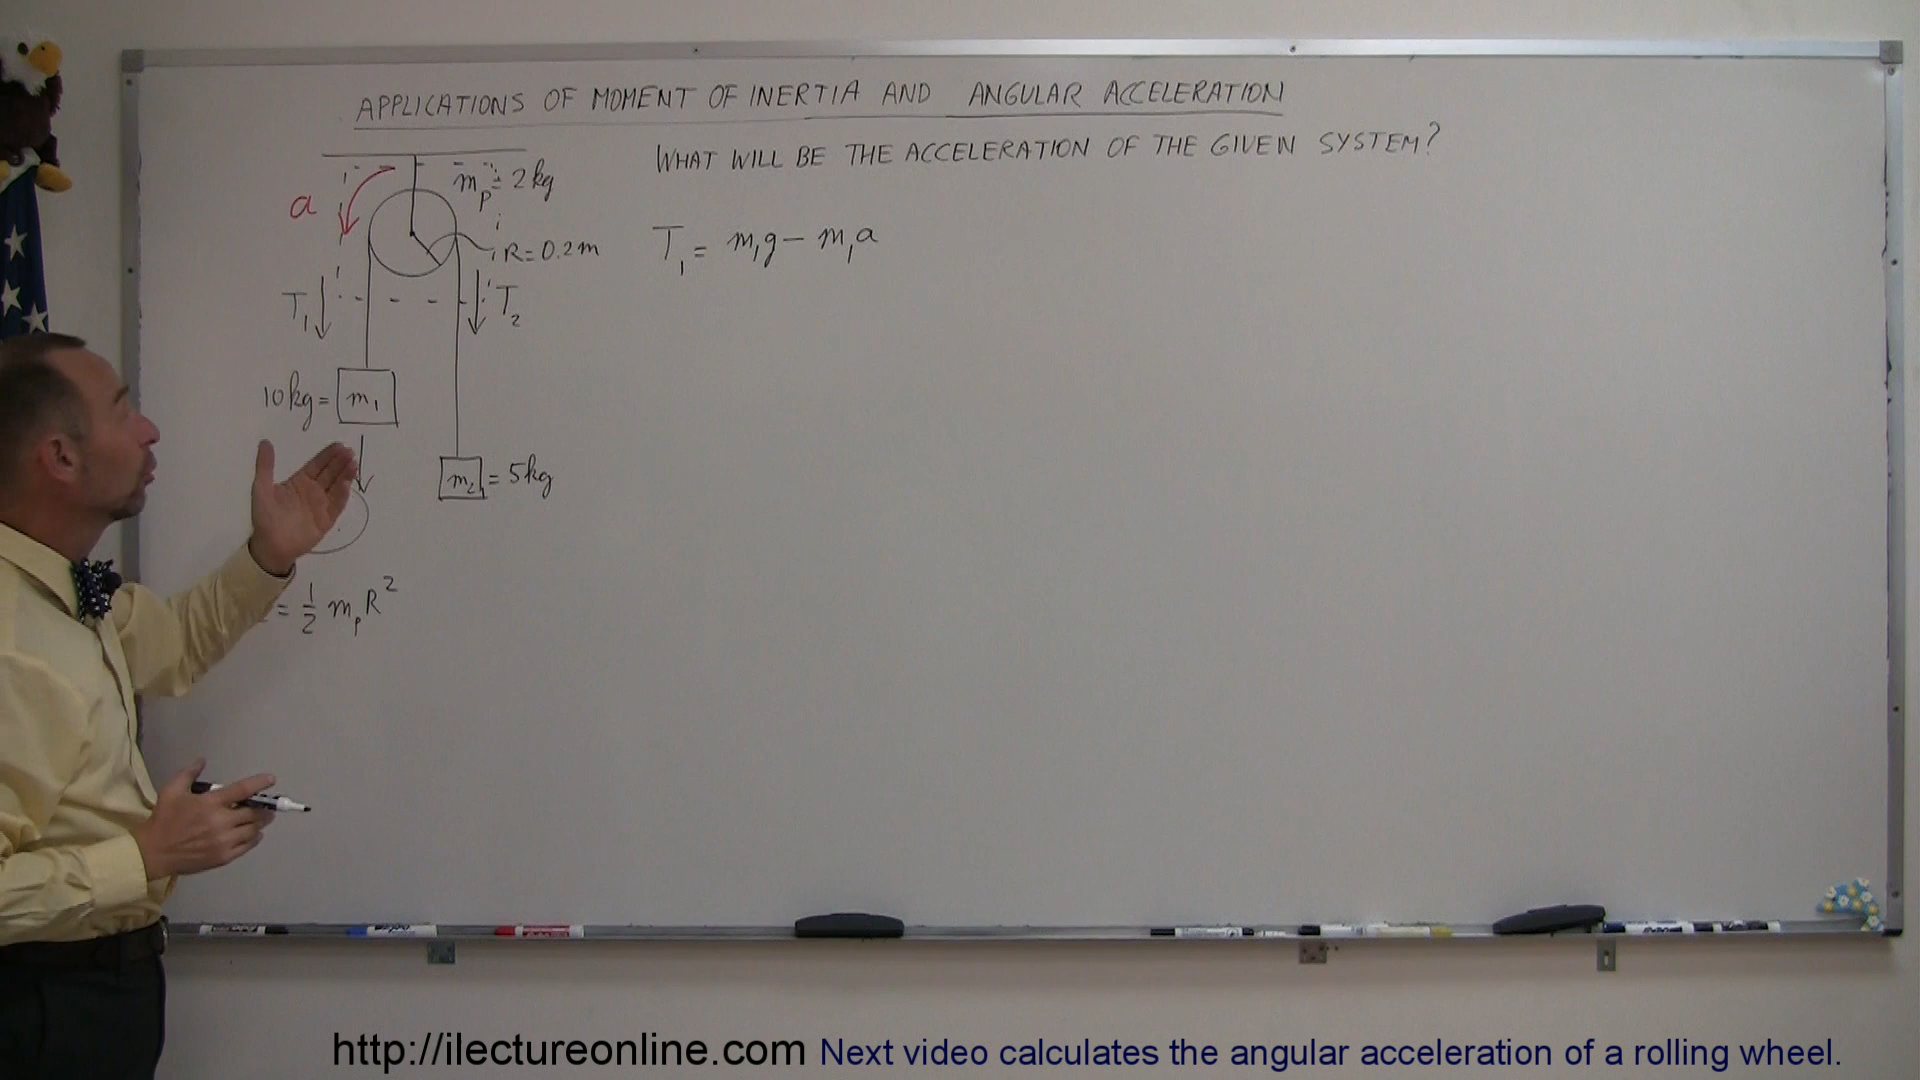 APPLICATIONS OF MOMENT OF INERTIA AND ANGULAR ACCELERATION
WHAT WILL BE THE ACCELERATION OF THE GIVEN SYSTEM?
mp = 2 kg
a
R = 0.2 m
T₁ = m₁g − m₁a
T₁
T₂
10 kg = m₁
m₂ = 5 kg
= ½ mpR²
http://ilectureonline.com Next video calculates the angular acceleration of a rolling wheel.